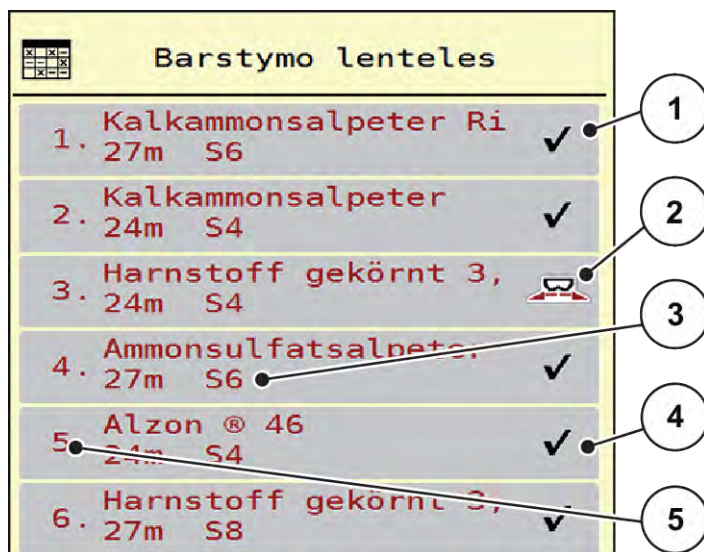 Barstymo lenteles
1. Kalkammonsalpeter Ri
27m S6
2. Kalkammonsalpeter
24m S4
3. Harnstoff gekörnt 3,
24m S4
4. Ammonsulfatsalpeter
27m S6
5. Alzon ® 46
24m S4
6. Harnstoff gekörnt 3,
27m S8
1
2
3
4
5